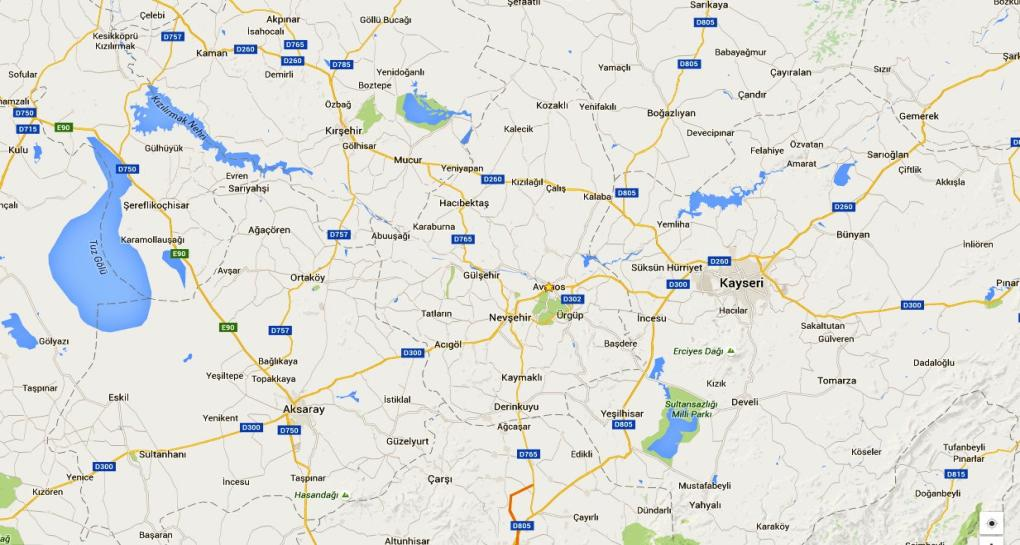 Şefaatli
Sarıkaya
Çelebi
Akpınar
Göllü Bucağı
D805
Kesikköprü
Kızılırmak
D757
İsahocalı
D765
Kaman
D260
D260
Babayağmur
Sofular
Demirli
D785
Yenidoğanlı
Yamaçlı
D805
Çayıralan
Sızır
Boztepe
Çandır
Özbağ
Kozaklı
Yenifakılı
Boğazlıyan
Gemerek
D750
D715
E90
Kızılırmak Nehri
Kırşehir
Kalecik
Devecipınar
Kulu
Gülhüyük
Gölhisar
Mucur
Felahiye
Özvatan
Amarat
Sarıoğlan
D750
Evren
Sarıyahşi
Yeniyapan
D260
Kızılağıl
Çalış
Kalaba
D805
Çiftlik
Akkışla
Şereflikoçhisar
Hacıbektaş
D260
Ağaçören
D757
Abuuşağı
Karaburna
D765
Yemliha
Bünyan
Karamollauşağı
E90
Tuz Gölü
Avşar
Ortaköy
Gülşehir
Süksün Hürriyet
D260
İnliören
D300
Kayseri
D302
Tatların
Nevşehir
Ürgüp
İncesu
Hacılar
D300
Sakaltutan
E90
D757
Gülveren
Gölyazı
Acıgöl
D300
Başdere
Erciyes Dağı
Bağlıkaya
Dadaloğlu
Yeşiltepe
Topakkaya
Kaymaklı
Kızık
Tomarza
Taşpınar
Eskil
İstiklal
Aksaray
Derinkuyu
Sultansazlığı
Milli Parkı
Develi
Yenikent
D300
D750
Ağcaşar
Yeşilhisar
D805
Güzelyurt
Sultanhanı
D765
Edikli
Köseler
Tufanbeyli
Pınarlar
D300
Yenice
İncesu
Taşpınar
Çarşı
D815
Kızören
Hasandağı
Mustafabeyli
Doğanbeyli
Yahyalı
Dündarlı
Çayırlı
D805
Karaköy
Başaran
Altunhisar